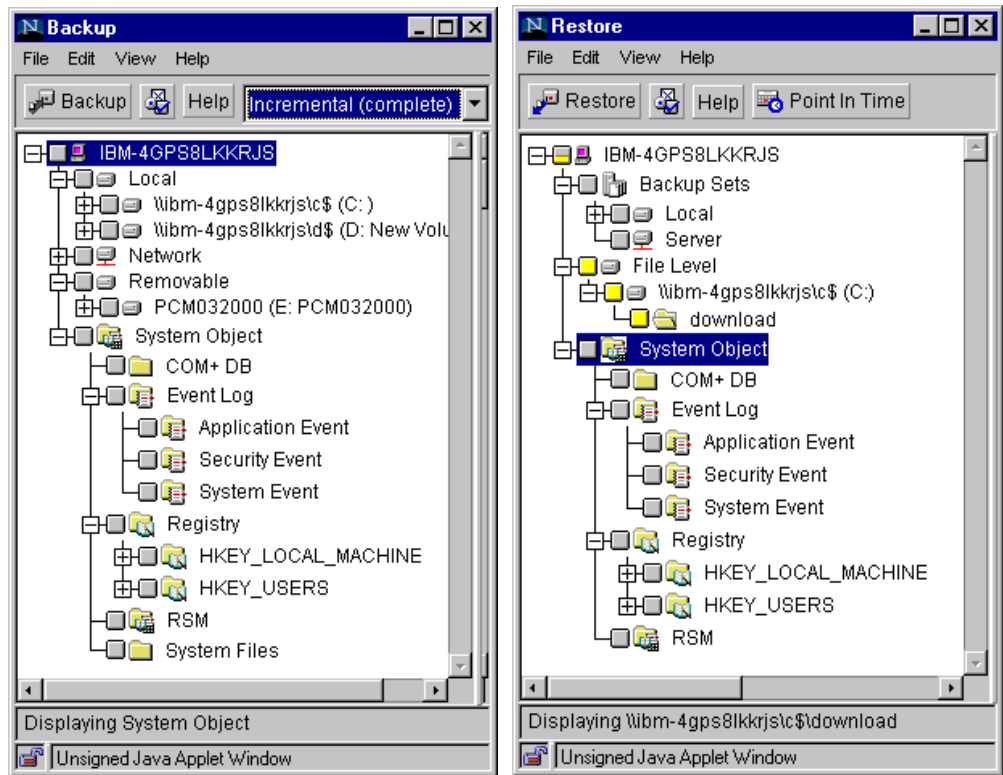 Backup
File Edit View Help
Backup Help Incremental (complete)
IBM-4GPS8LKKRJS
Local
\\ibm-4gps8lkkrjs\c$ (C: )
\\ibm-4gps8lkkrjs\d$ (D: New Volu
Network
Removable
PCM032000 (E: PCM032000)
System Object
COM+ DB
Event Log
Application Event
Security Event
System Event
Registry
HKEY_LOCAL_MACHINE
HKEY_USERS
RSM
System Files
Displaying System Object
Unsigned Java Applet Window
Restore
File Edit View Help
Restore Help Point In Time
IBM-4GPS8LKKRJS
Backup Sets
Local
Server
File Level
\\ibm-4gps8lkkrjs\c$ (C:)
download
System Object
COM+ DB
Event Log
Application Event
Security Event
System Event
Registry
HKEY_LOCAL_MACHINE
HKEY_USERS
RSM
Displaying \\ibm-4gps8lkkrjs\c$\download
Unsigned Java Applet Window